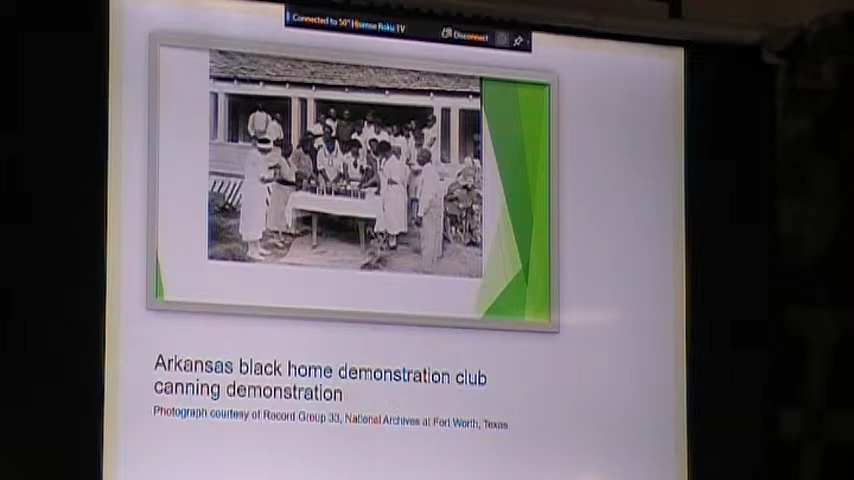 Connected to 50" Hisense Roku TV
Disconnect
Arkansas black home demonstration club
canning demonstration
Photograph courtesy of Record Group 33, National Archives at Fort Worth, Texas